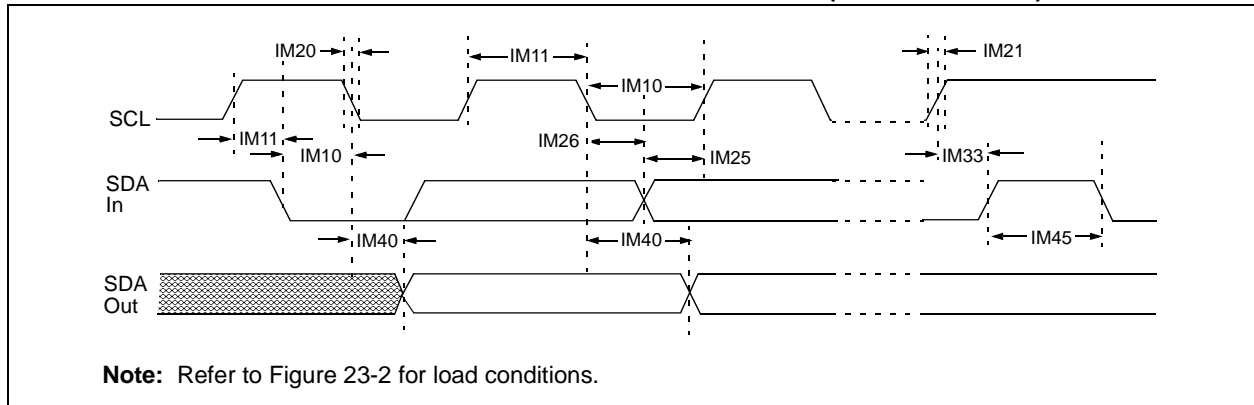 IM20
IM11
IM21
IM10
SCL
IM11
IM26
IM10
IM25
IM33
SDA
In
IM40
IM40
IM45
SDA
Out
Note: Refer to Figure 23-2 for load conditions.